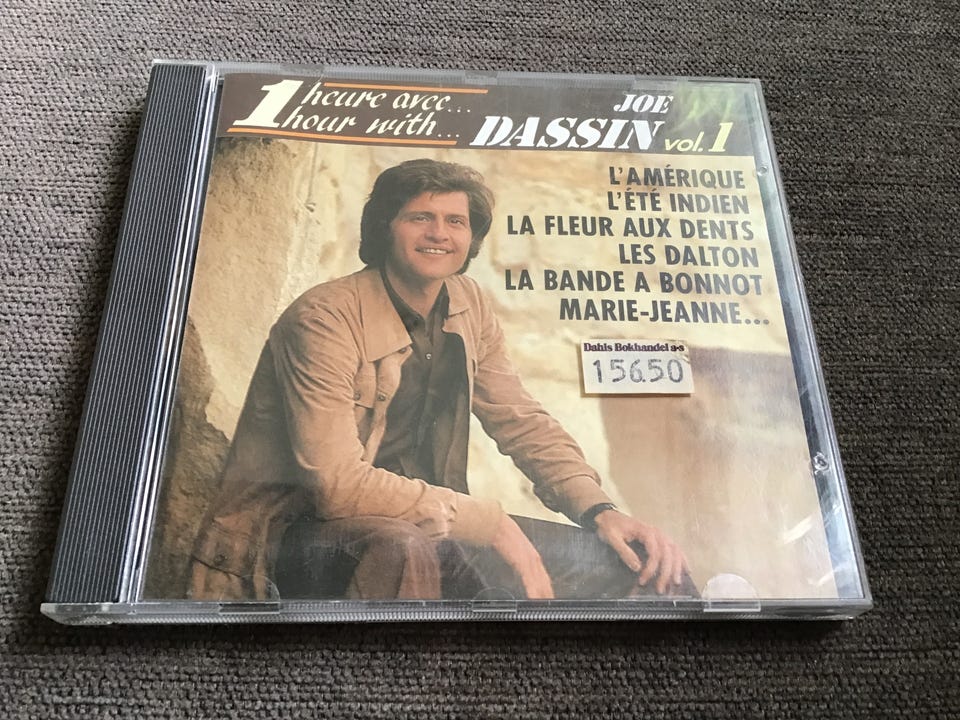 1 heure avec...
hour with...
JOE
DASSIN vol.1
L'AMÉRIQUE
L'ÉTÉ INDIEN
LA FLEUR AUX DENTS
LES DALTON
LA BANDE A BONNOT
MARIE-JEANNE...
Dahls Bokhandel a·s
156.50